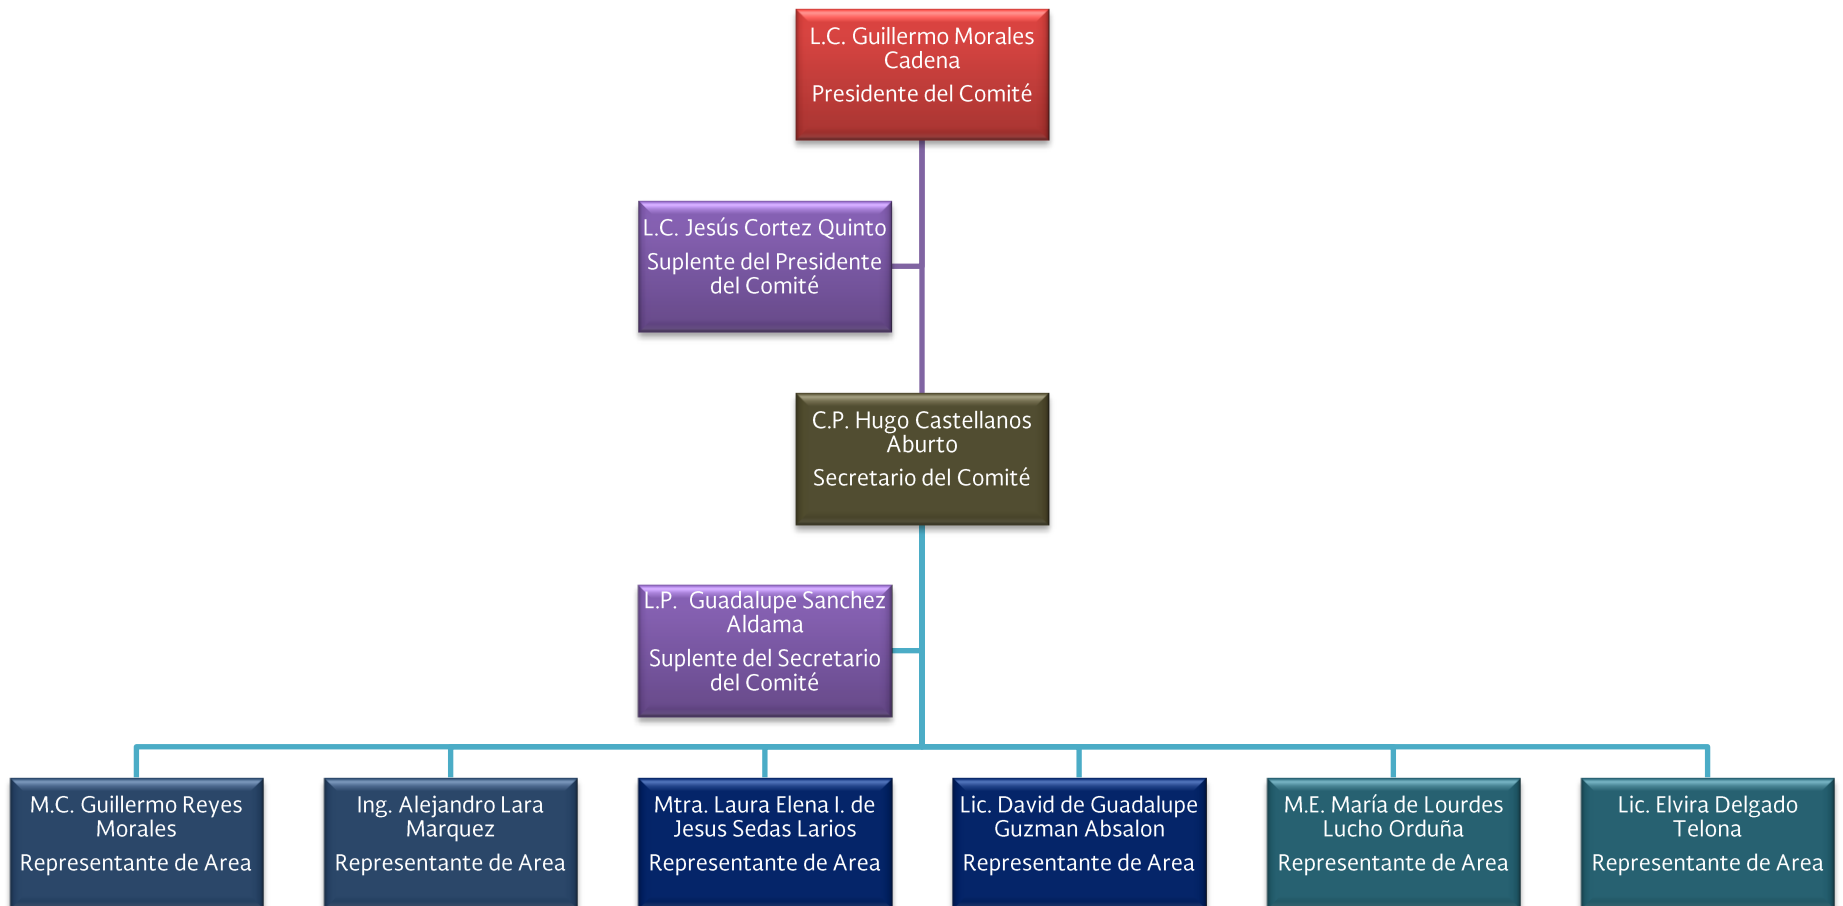 L.C. Guillermo Morales
Cadena
Presidente del Comité
L.C. Jesús Cortez Quinto
Suplente del Presidente
del Comité
C.P. Hugo Castellanos
Aburto
Secretario del Comité
L.P.  Guadalupe Sanchez
Aldama
Suplente del Secretario
del Comité
M.C. Guillermo Reyes
Morales
Representante de Area
Ing. Alejandro Lara
Marquez
Representante de Area
Mtra. Laura Elena I. de
Jesus Sedas Larios
Representante de Area
Lic. David de Guadalupe
Guzman Absalon
Representante de Area
M.E. María de Lourdes
Lucho Orduña
Representante de Area
Lic. Elvira Delgado
Telona
Representante de Area